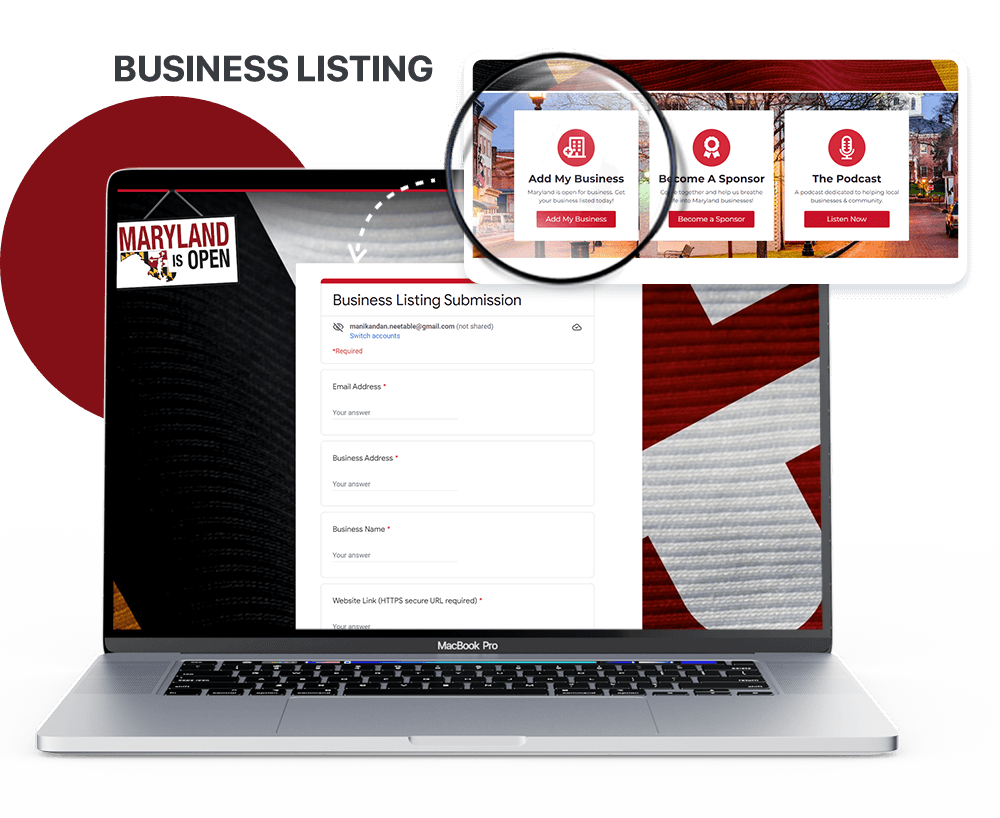 BUSINESS LISTING
Add My Business
Maryland is open for business. Get
your business listed today!
Add My Business
Become A Sponsor
together and help us breathe
life into Maryland businesses!
Become a Sponsor
The Podcast
A podcast dedicated to helping local
businesses & community.
Listen Now
MARYLAND
IS OPEN
Business Listing Submission
manikandan.neetable@gmail.com (not shared)
Switch accounts
*Required
Email Address *
Your answer
Business Address *
Your answer
Business Name *
Your answer
Website Link (HTTPS secure URL required) *
Your answer
MacBook Pro